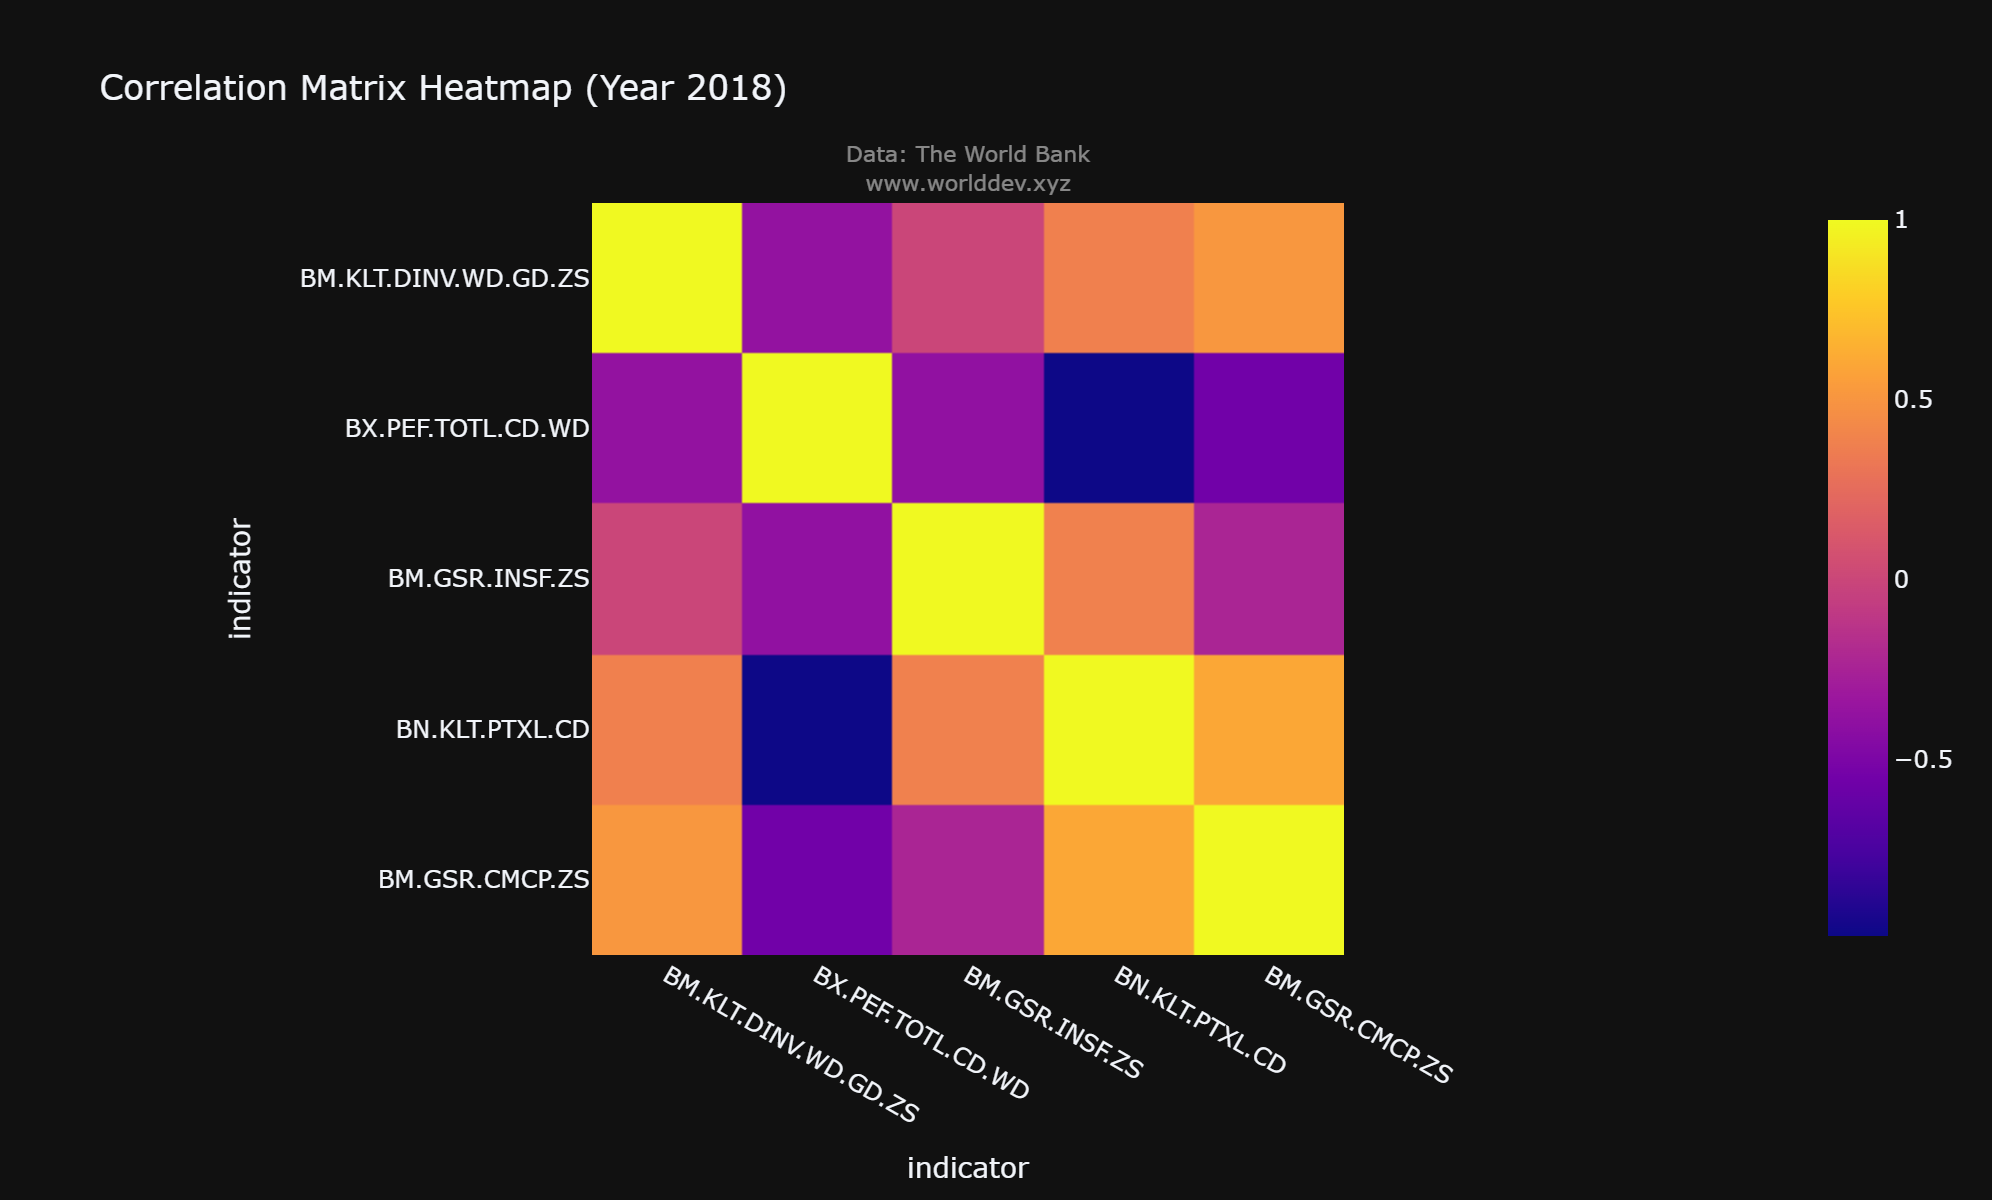 Correlation Matrix Heatmap (Year 2018)
Data: The World Bank
www.worlddev.xyz
BM.KLT.DINV.WD.GD.ZS
BX.PEF.TOTL.CD.WD
BM.GSR.INSF.ZS
BN.KLT.PTXL.CD
BM.GSR.CMCP.ZS
indicator
BM.KLT.DINV.WD.GD.ZS
BX.PEF.TOTL.CD.WD
BM.GSR.INSF.ZS
BN.KLT.PTXL.CD
BM.GSR.CMCP.ZS
indicator
1
0.5
0
−0.5